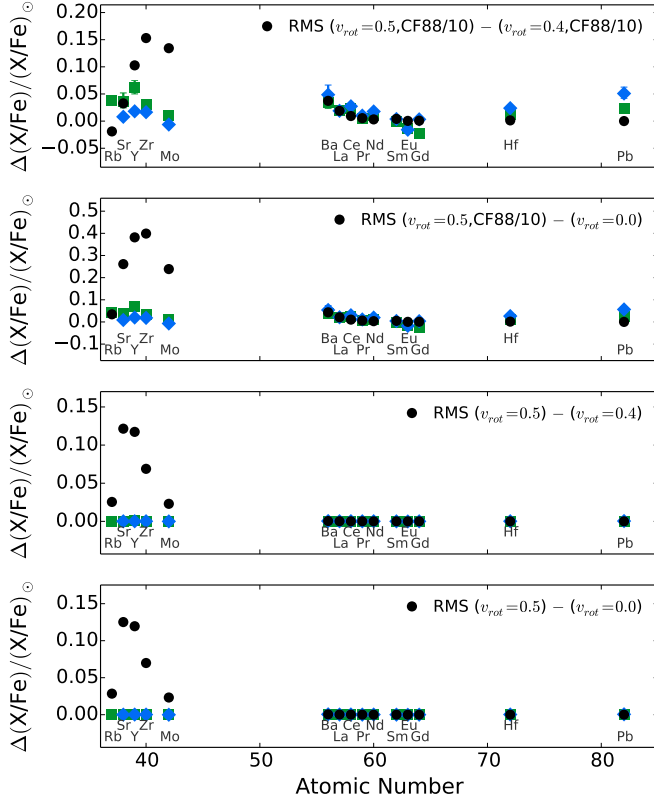 0.20
0.15
0.10
0.05
0.00
−0.05
Δ(X/Fe)/(X/Fe)☉
RMS (v_rot=0.5,CF88/10) − (v_rot=0.4,CF88/10)
Rb Sr Y Zr Mo Ba La Ce Pr Nd Sm Eu Gd Hf Pb
0.5
0.4
0.3
0.2
0.1
0.0
−0.1
Δ(X/Fe)/(X/Fe)☉
RMS (v_rot=0.5,CF88/10) − (v_rot=0.0)
Rb Sr Y Zr Mo Ba La Ce Pr Nd Sm Eu Gd Hf Pb
0.15
0.10
0.05
0.00
Δ(X/Fe)/(X/Fe)☉
RMS (v_rot=0.5) − (v_rot=0.4)
Rb Sr Y Zr Mo Ba La Ce Pr Nd Sm Eu Gd Hf Pb
0.15
0.10
0.05
0.00
Δ(X/Fe)/(X/Fe)☉
RMS (v_rot=0.5) − (v_rot=0.0)
Rb Sr Y Zr Mo Ba La Ce Pr Nd Sm Eu Gd Hf Pb
40 50 60 70 80
Atomic Number